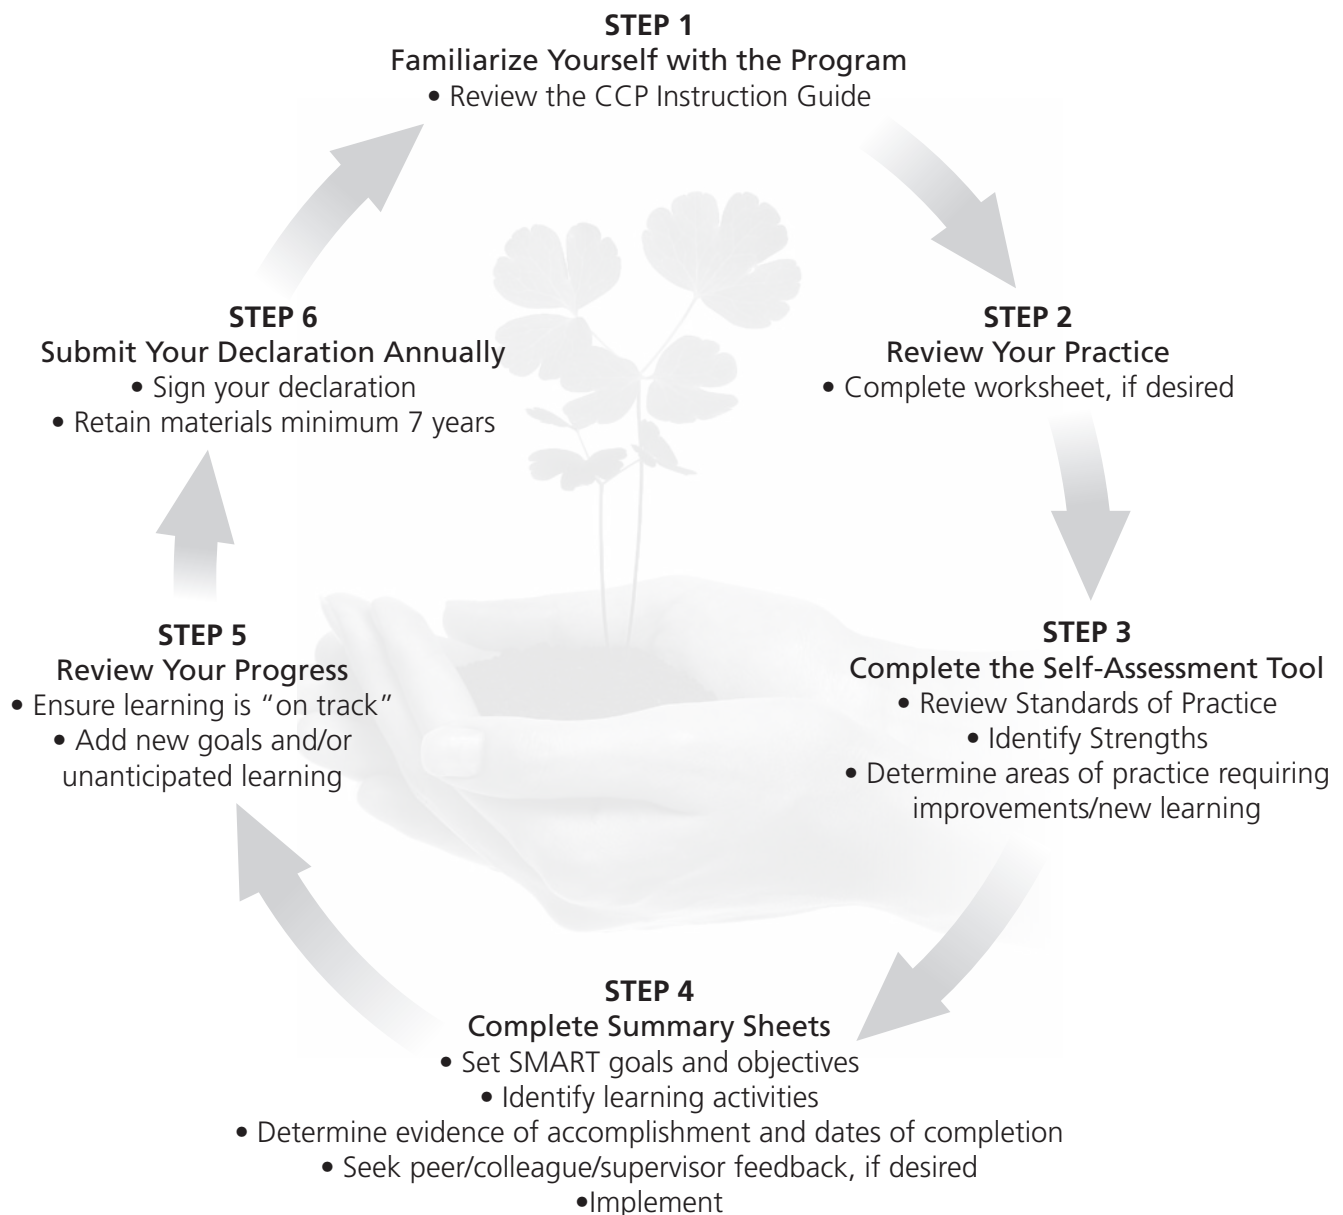 STEP 1
Familiarize Yourself with the Program
• Review the CCP Instruction Guide
STEP 2
Review Your Practice
• Complete worksheet, if desired
STEP 3
Complete the Self-Assessment Tool
• Review Standards of Practice
• Identify Strengths
• Determine areas of practice requiring
improvements/new learning
STEP 4
Complete Summary Sheets
• Set SMART goals and objectives
• Identify learning activities
• Determine evidence of accomplishment and dates of completion
• Seek peer/colleague/supervisor feedback, if desired
•Implement
STEP 5
Review Your Progress
• Ensure learning is “on track”
• Add new goals and/or
unanticipated learning
STEP 6
Submit Your Declaration Annually
• Sign your declaration
• Retain materials minimum 7 years